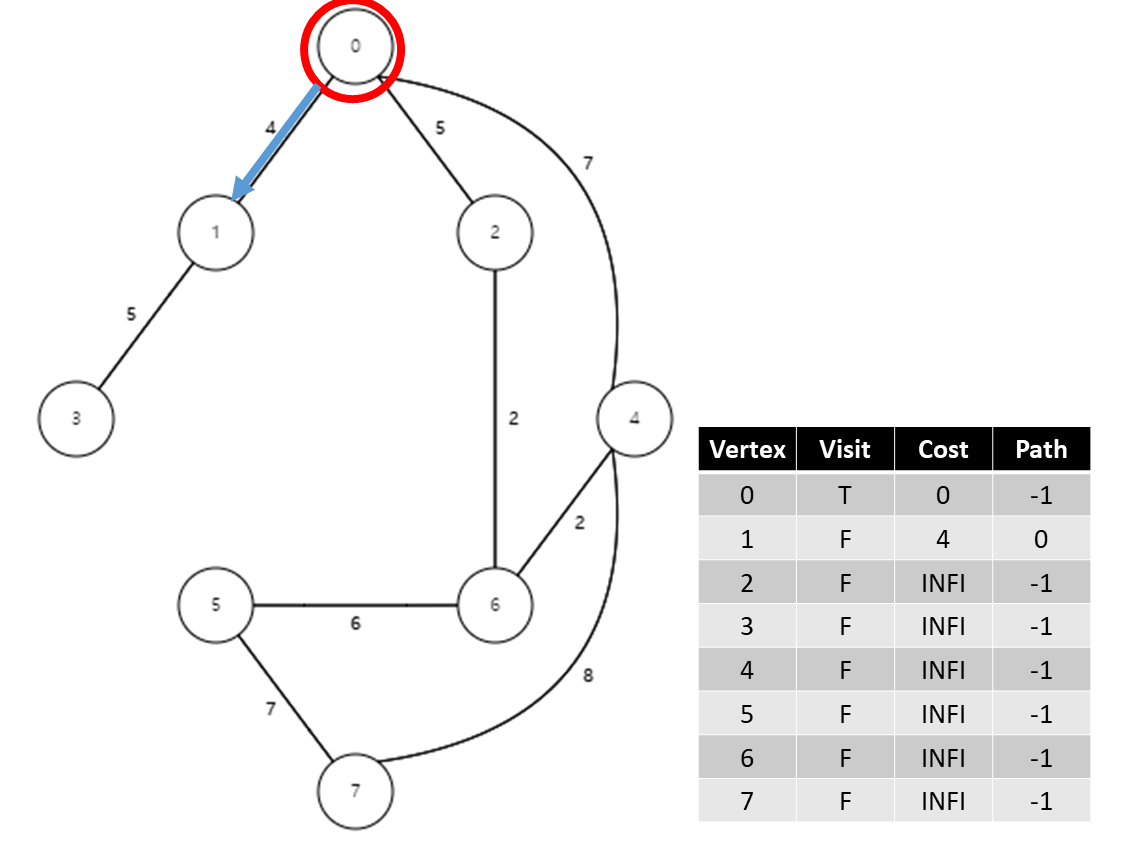 0
4
5
7
1
2
5
3
2
4
2
5
6
6
7
8
7
Vertex Visit Cost Path
0 T 0 -1
1 F 4 0
2 F INFI -1
3 F INFI -1
4 F INFI -1
5 F INFI -1
6 F INFI -1
7 F INFI -1